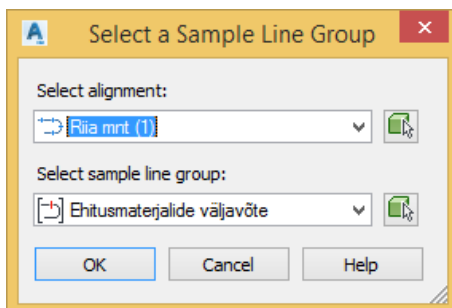 Select a Sample Line Group
Select alignment:
Riia mnt (1)
Select sample line group:
Ehitusmaterjalide väljavõte
OK
Cancel
Help